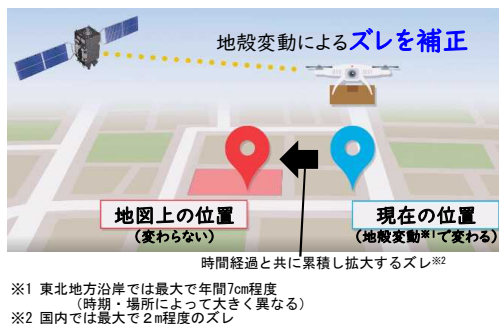 地殻変動によるズレを補正
地図上の位置
(変わらない)
現在の位置
(地殻変動※1で変わる)
時間経過と共に累積し拡大するズレ※2
※1 東北地方沿岸では最大で年間7cm程度
(時期・場所によって大きく異なる)
※2 国内では最大で２m程度のズレ